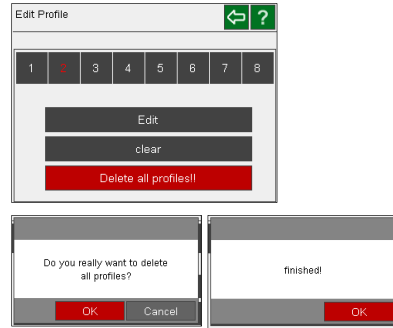 Edit Profile
?
1 2 3 4 5 6 7 8
Edit
clear
Delete all profiles!!
Do you really want to delete
all profiles?
OK Cancel
finished!
OK